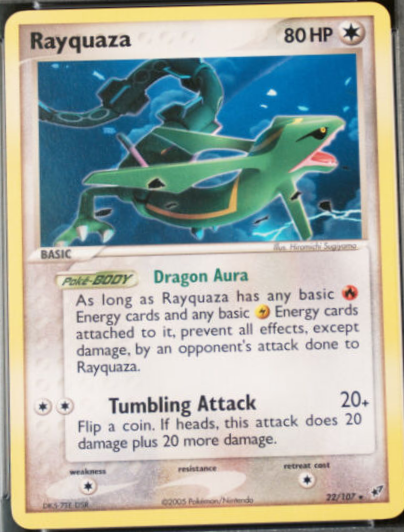 Rayquaza 80 HP
Illus. Hiromichi Sugiyama
BASIC
Poké-BODY Dragon Aura
As long as Rayquaza has any basic
Energy cards and any basic Energy cards
attached to it, prevent all effects, except
damage, by an opponent's attack done to
Rayquaza.
Tumbling Attack 20+
Flip a coin. If heads, this attack does 20
damage plus 20 more damage.
weakness resistance retreat cost
©2005 Pokémon/Nintendo 22/107